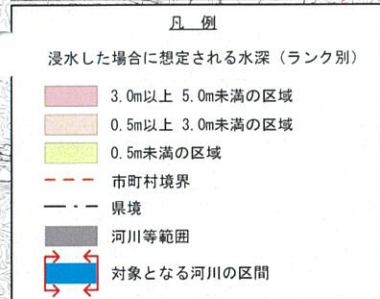 凡 例
浸水した場合に想定される水深（ランク別）
3.0m以上 5.0m未満の区域
0.5m以上 3.0m未満の区域
0.5m未満の区域
市町村境界
県境
河川等範囲
対象となる河川の区間